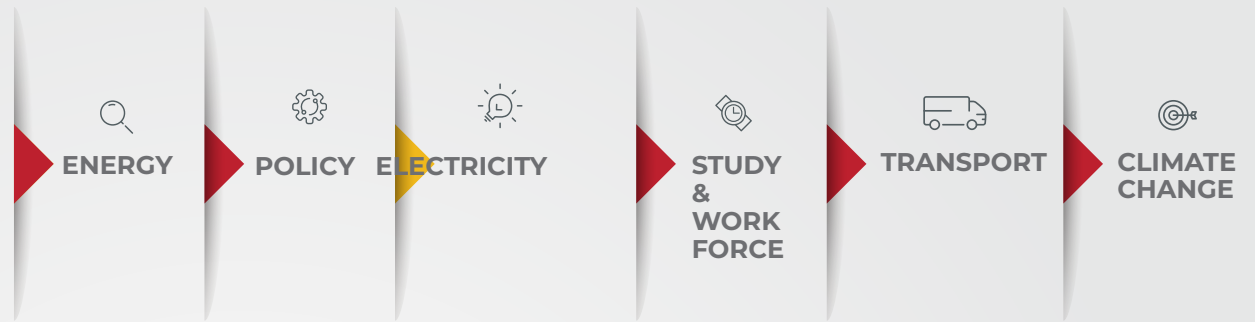 ENERGY
POLICY
ELECTRICITY
STUDY
&
WORK
FORCE
TRANSPORT
CLIMATE
CHANGE